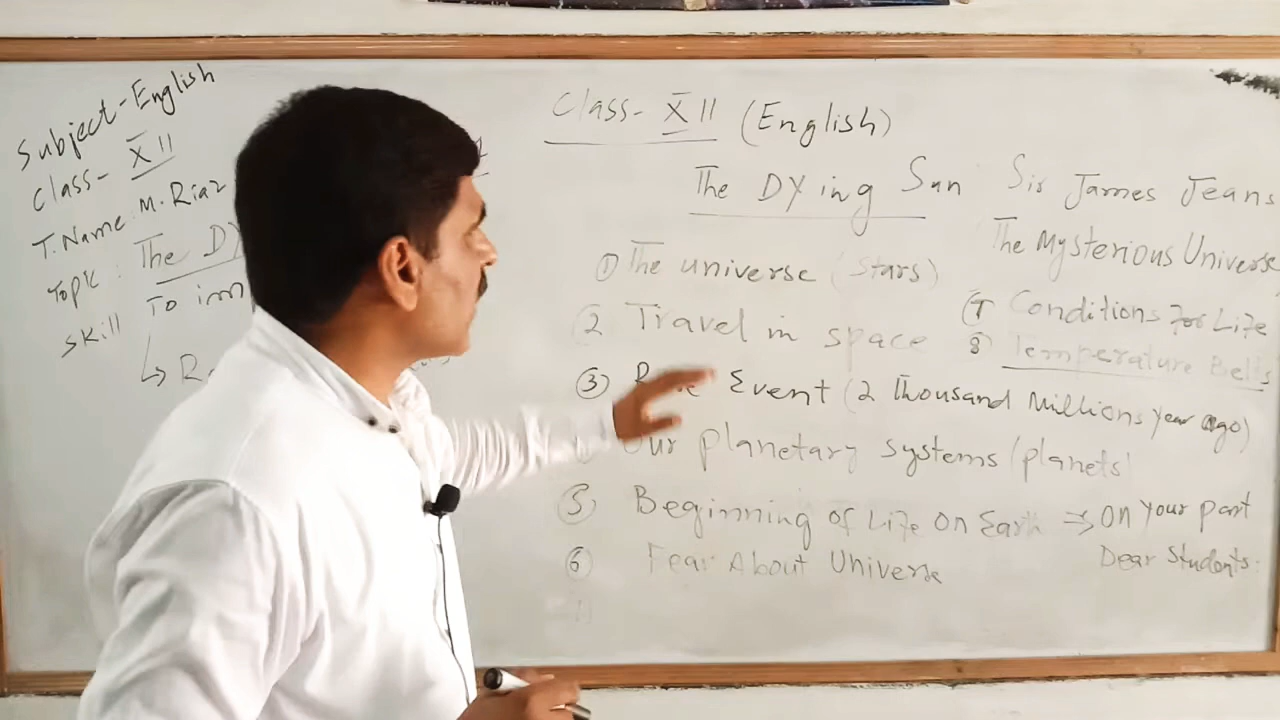 Subject-English
Class- XII
T.Name M. Riaz
Topic : The Dy
Skill To im
Class- XII (English)
The DYing Sun Sir James Jeans
The Mysterious Universe
① The universe (Stars)
2 Travel in space
③ Event (2 Thousand Millions year ago)
Our planetary systems (planets)
⑤ Beginning of Life on Earth ⇒ on your part
Dear Students:
⑥ Fear About Universe
7 Conditions For Life
8 Temperature Belts